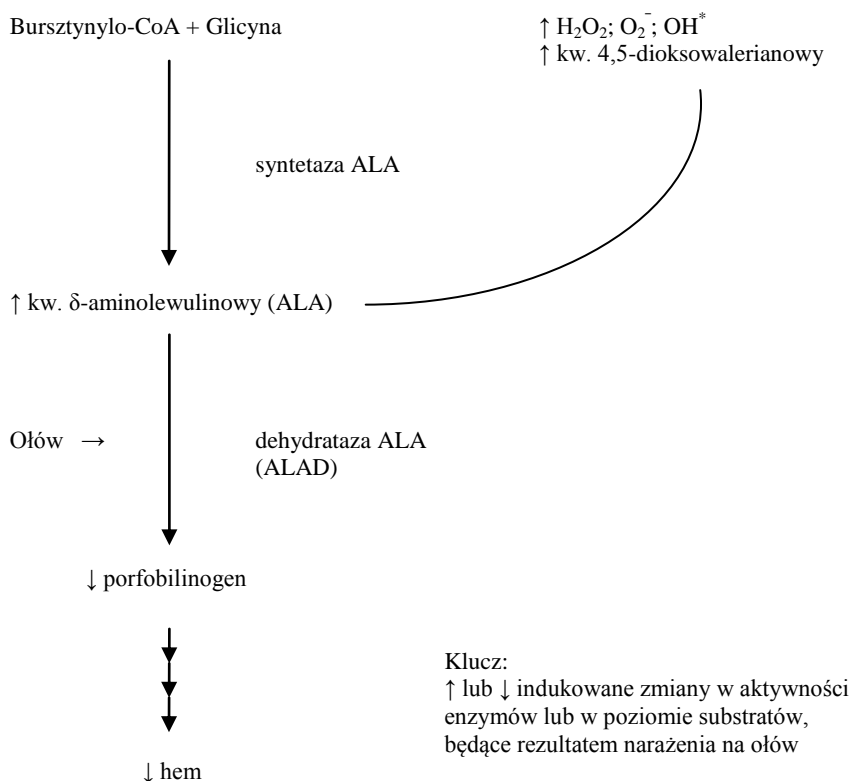 Bursztynylo-CoA + Glicyna
↑ H₂O₂; O₂⁻; OH*
↑ kw. 4,5-dioksowalerianowy
syntetaza ALA
↑ kw. δ-aminolewulinowy (ALA)
Ołów →
dehydrataza ALA
(ALAD)
↓ porfobilinogen
Klucz:
↑ lub ↓ indukowane zmiany w aktywności
enzymów lub w poziomie substratów,
będące rezultatem narażenia na ołów
↓ hem